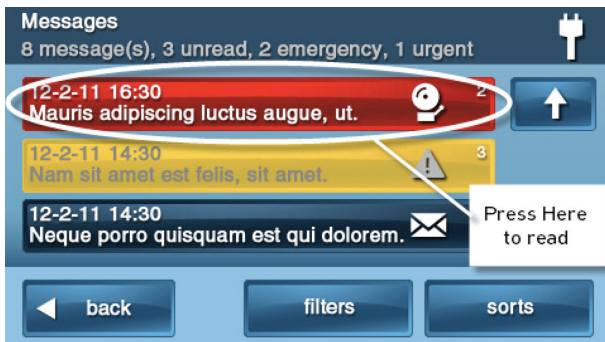 Messages
8 message(s), 3 unread, 2 emergency, 1 urgent
12-2-11 16:30
2
Mauris adipiscing luctus augue, ut.
12-2-11 14:30
3
Nam sit amet est felis, sit amet.
12-2-11 14:30
Neque porro quisquam est qui dolorem.
Press Here
to read
back
filters
sorts